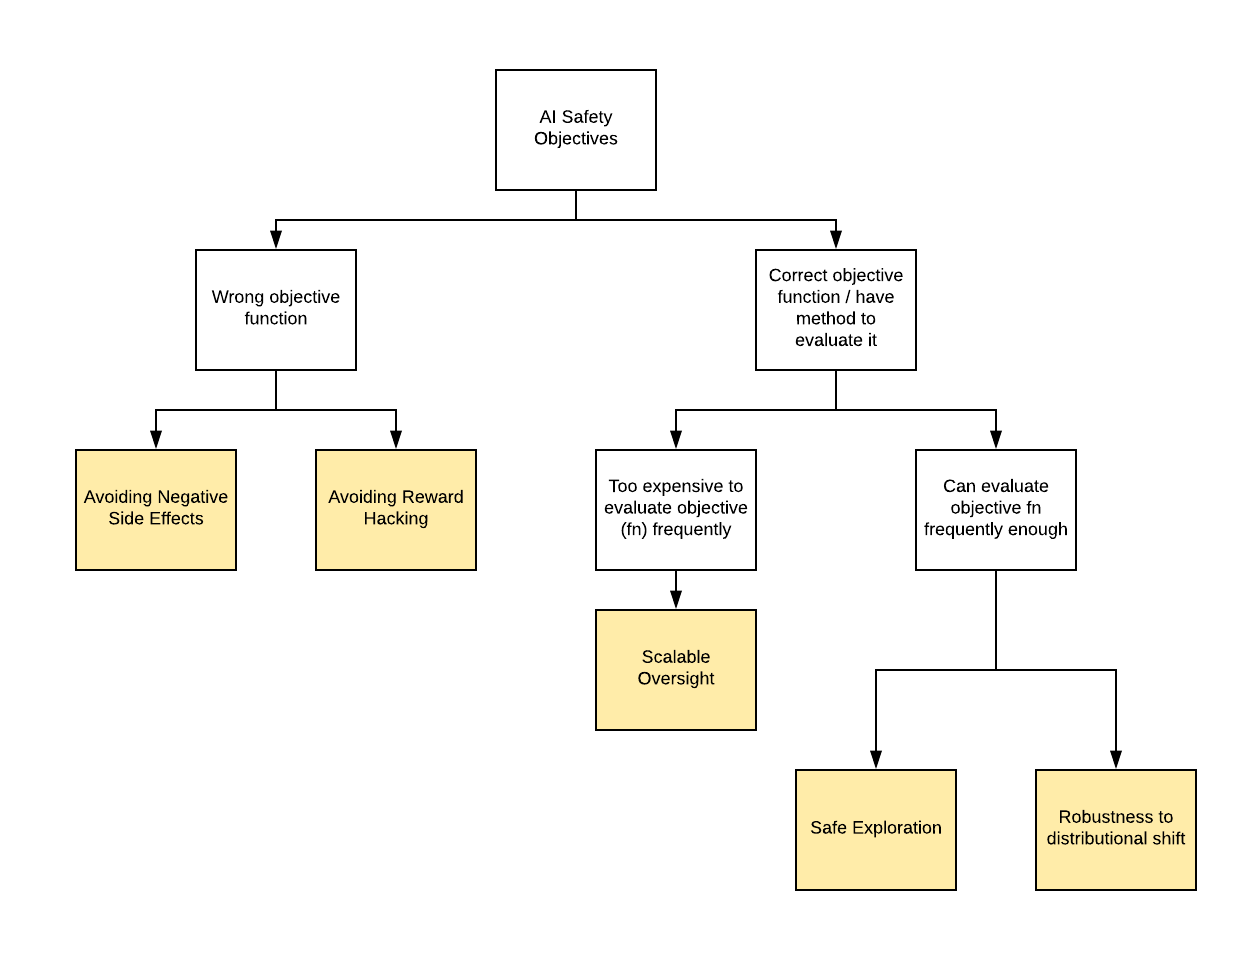 AI Safety
Objectives
Wrong objective
function
Correct objective
function / have
method to
evaluate it
Avoiding Negative
Side Effects
Avoiding Reward
Hacking
Too expensive to
evaluate objective
(fn) frequently
Can evaluate
objective fn
frequently enough
Scalable
Oversight
Safe Exploration
Robustness to
distributional shift